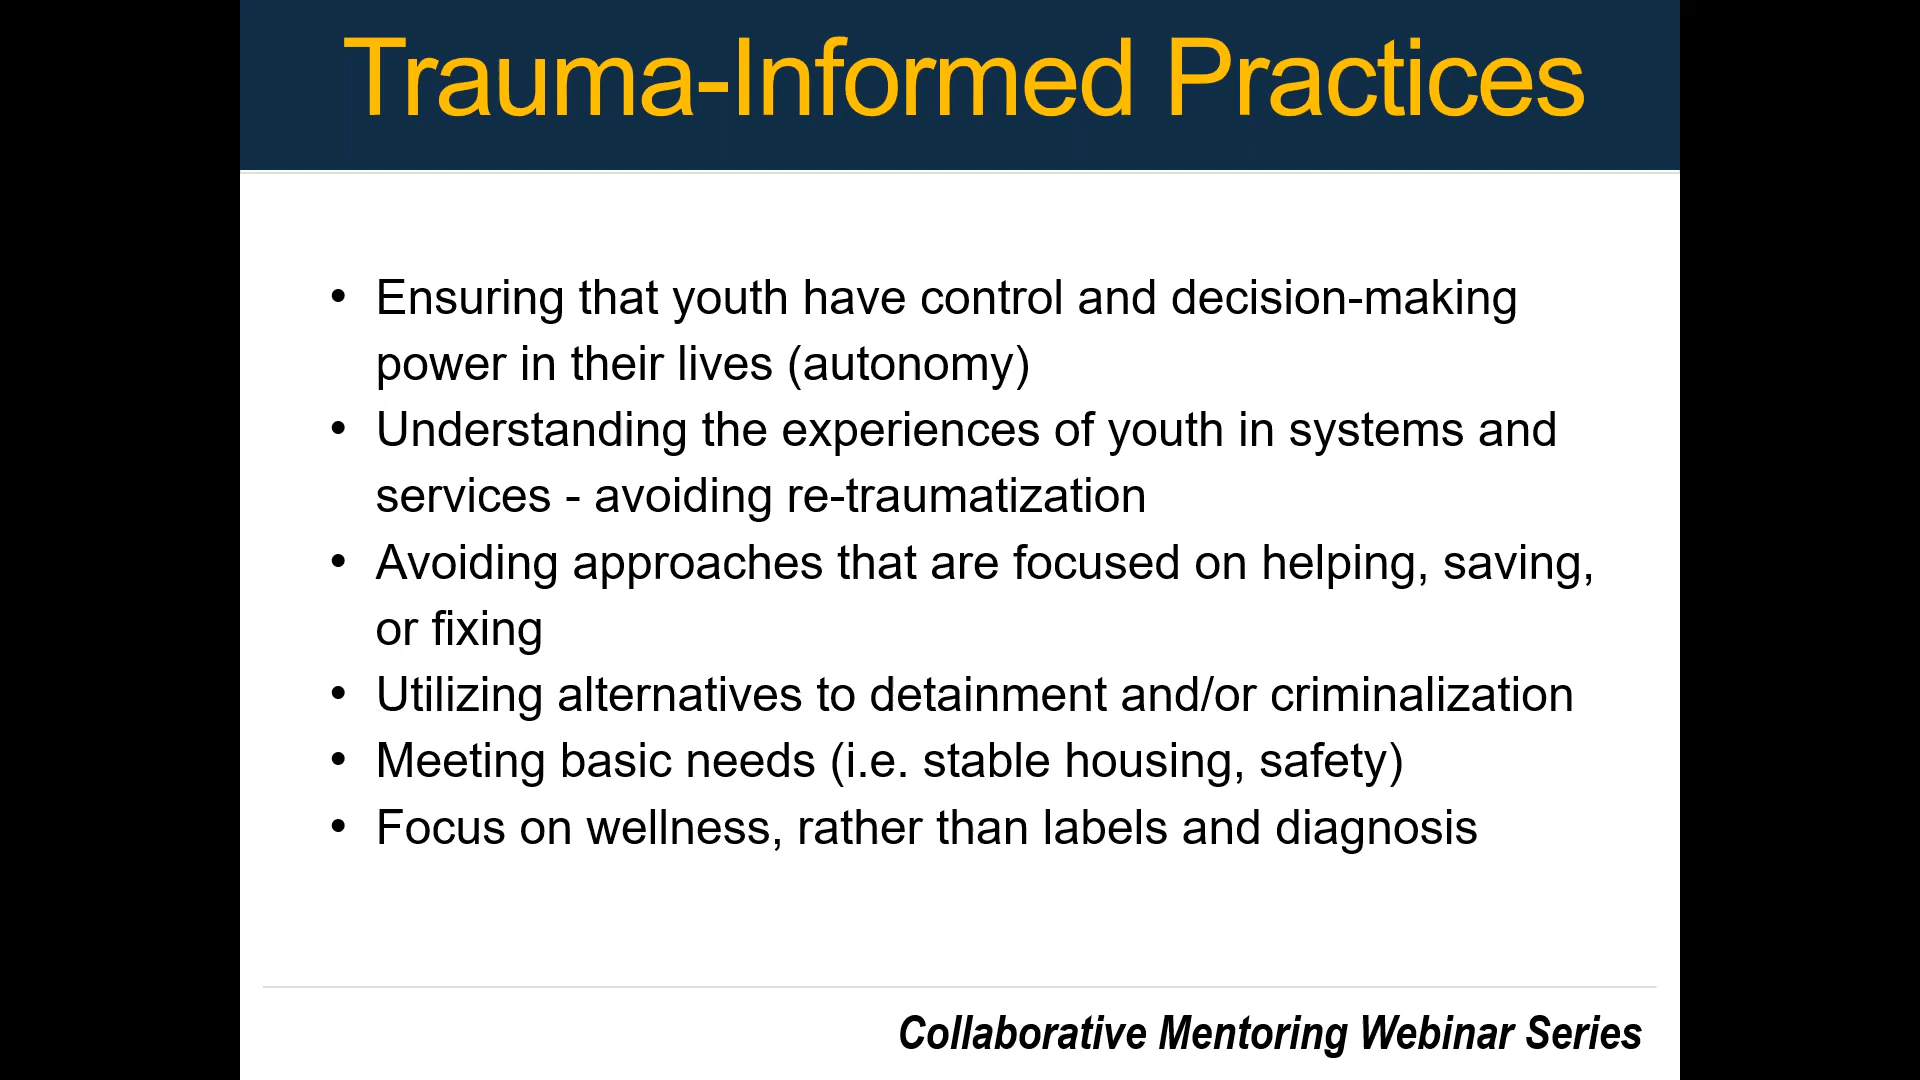 Trauma-Informed Practices
• Ensuring that youth have control and decision-making
power in their lives (autonomy)
• Understanding the experiences of youth in systems and
services - avoiding re-traumatization
• Avoiding approaches that are focused on helping, saving,
or fixing
• Utilizing alternatives to detainment and/or criminalization
• Meeting basic needs (i.e. stable housing, safety)
• Focus on wellness, rather than labels and diagnosis
Collaborative Mentoring Webinar Series